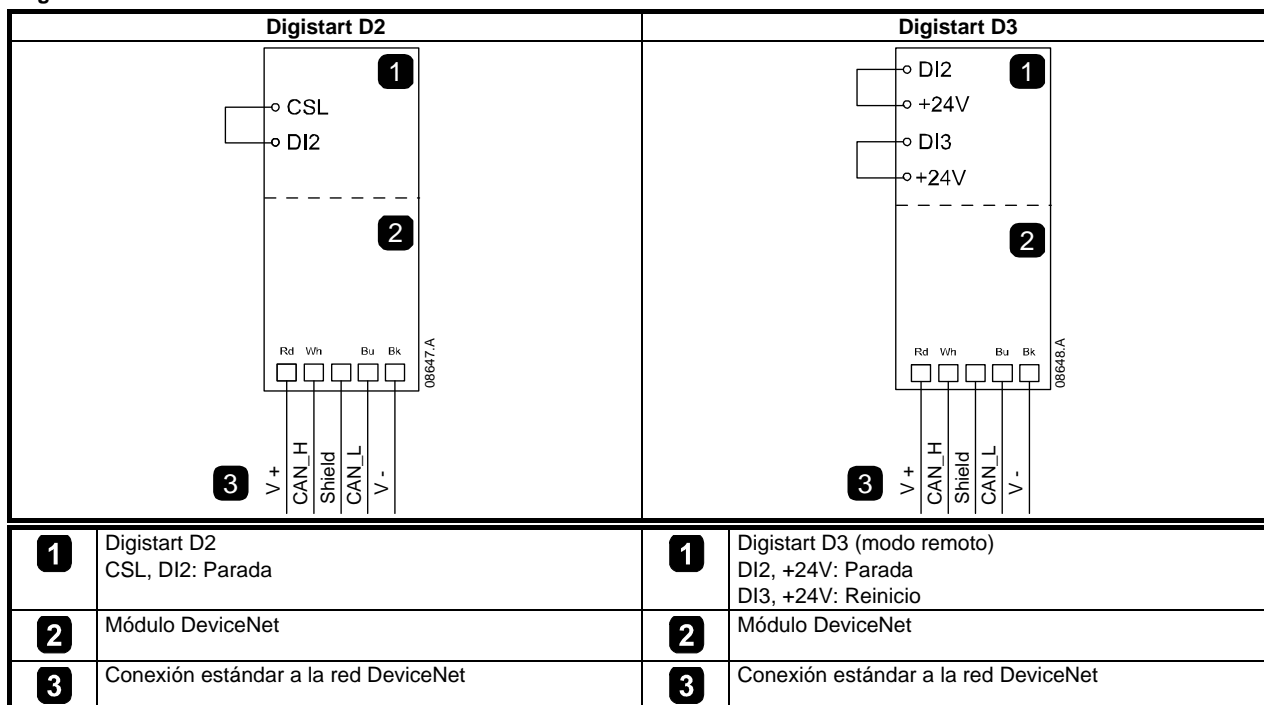 Digistart D2
Digistart D3
1
CSL
DI2
2
Rd Wh Bu Bk
08647.A
3
V +
CAN_H
Shield
CAN_L
V -
DI2
1
+24V
DI3
+24V
2
Rd Wh Bu Bk
08648.A
3
V +
CAN_H
Shield
CAN_L
V -
1
Digistart D2
CSL, DI2: Parada
1
Digistart D3 (modo remoto)
DI2, +24V: Parada
DI3, +24V: Reinicio
2
Módulo DeviceNet
2
Módulo DeviceNet
3
Conexión estándar a la red DeviceNet
3
Conexión estándar a la red DeviceNet